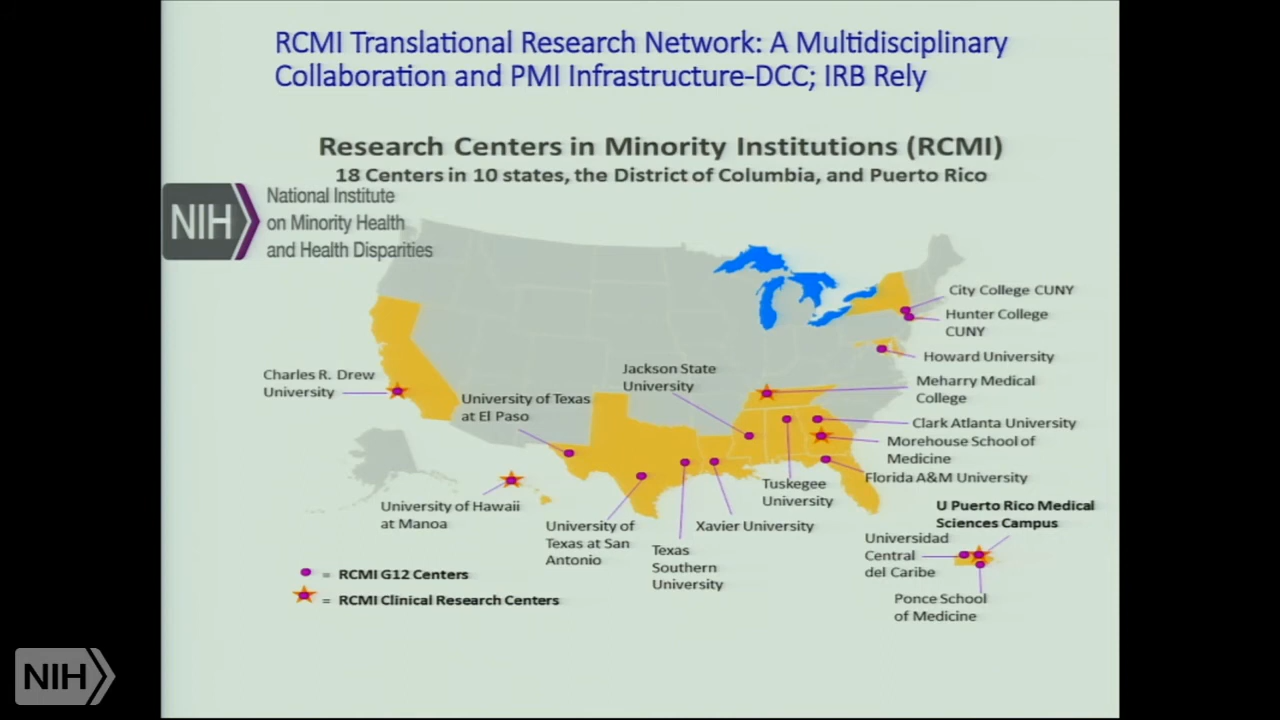 RCMI Translational Research Network: A Multidisciplinary
Collaboration and PMI Infrastructure-DCC; IRB Rely
Research Centers in Minority Institutions (RCMI)
18 Centers in 10 states, the District of Columbia, and Puerto Rico
NIH
National Institute
on Minority Health
and Health Disparities
City College CUNY
Hunter College
CUNY
Howard University
Meharry Medical
College
Clark Atlanta University
Morehouse School of
Medicine
Florida A&M University
Charles R. Drew
University
University of Texas
at El Paso
Jackson State
University
University of Hawaii
at Manoa
University of
Texas at San
Antonio
Texas
Southern
University
Xavier University
Tuskegee
University
U Puerto Rico Medical
Sciences Campus
Universidad
Central
del Caribe
Ponce School
of Medicine
= RCMI G12 Centers
= RCMI Clinical Research Centers
NIH